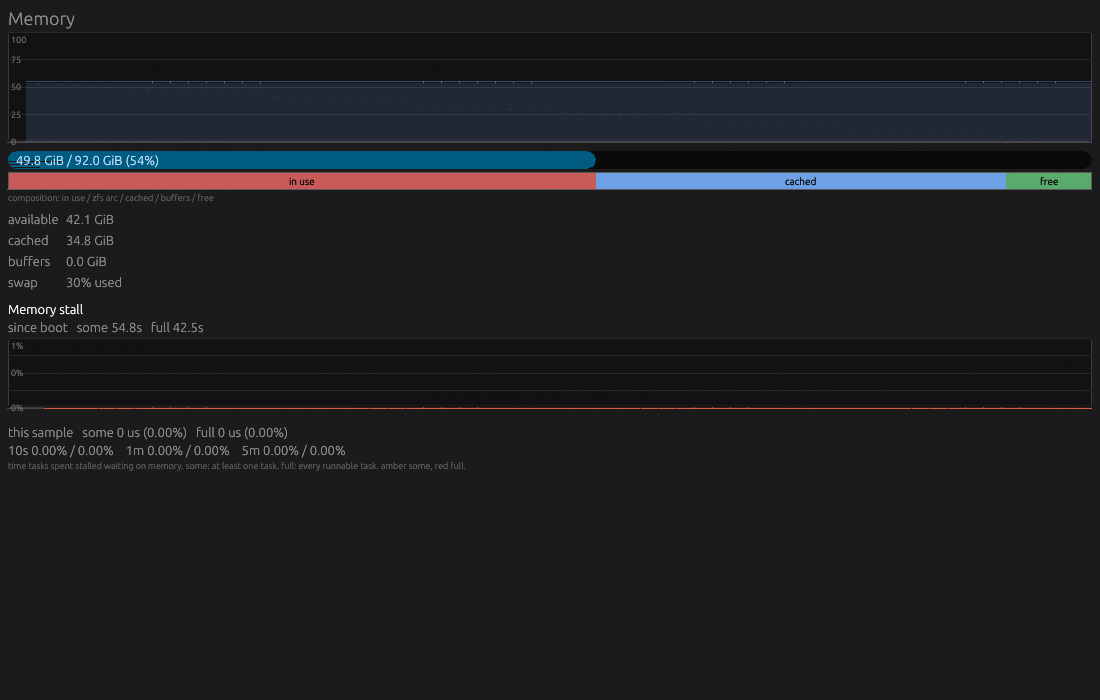 Memory
100
75
50
25
0
49.8 GiB / 92.0 GiB (54%)
in use cached free
composition: in use / zfs arc / cached / buffers / free
available 42.1 GiB
cached 34.8 GiB
buffers 0.0 GiB
swap 30% used
Memory stall
since boot some 54.8s full 42.5s
1%
0%
0%
this sample some 0 us (0.00%) full 0 us (0.00%)
10s 0.00% / 0.00% 1m 0.00% / 0.00% 5m 0.00% / 0.00%
time tasks spent stalled waiting on memory. some: at least one task. full: every runnable task. amber some, red full.